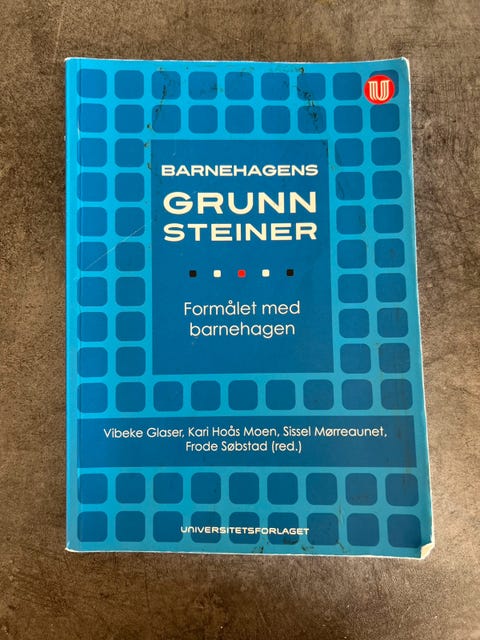 U
BARNEHAGENS
GRUNN
STEINER
Formålet med
barnehagen
Vibeke Glaser, Kari Hoås Moen, Sissel Mørreaunet,
Frode Søbstad (red.)
UNIVERSITETSFORLAGET